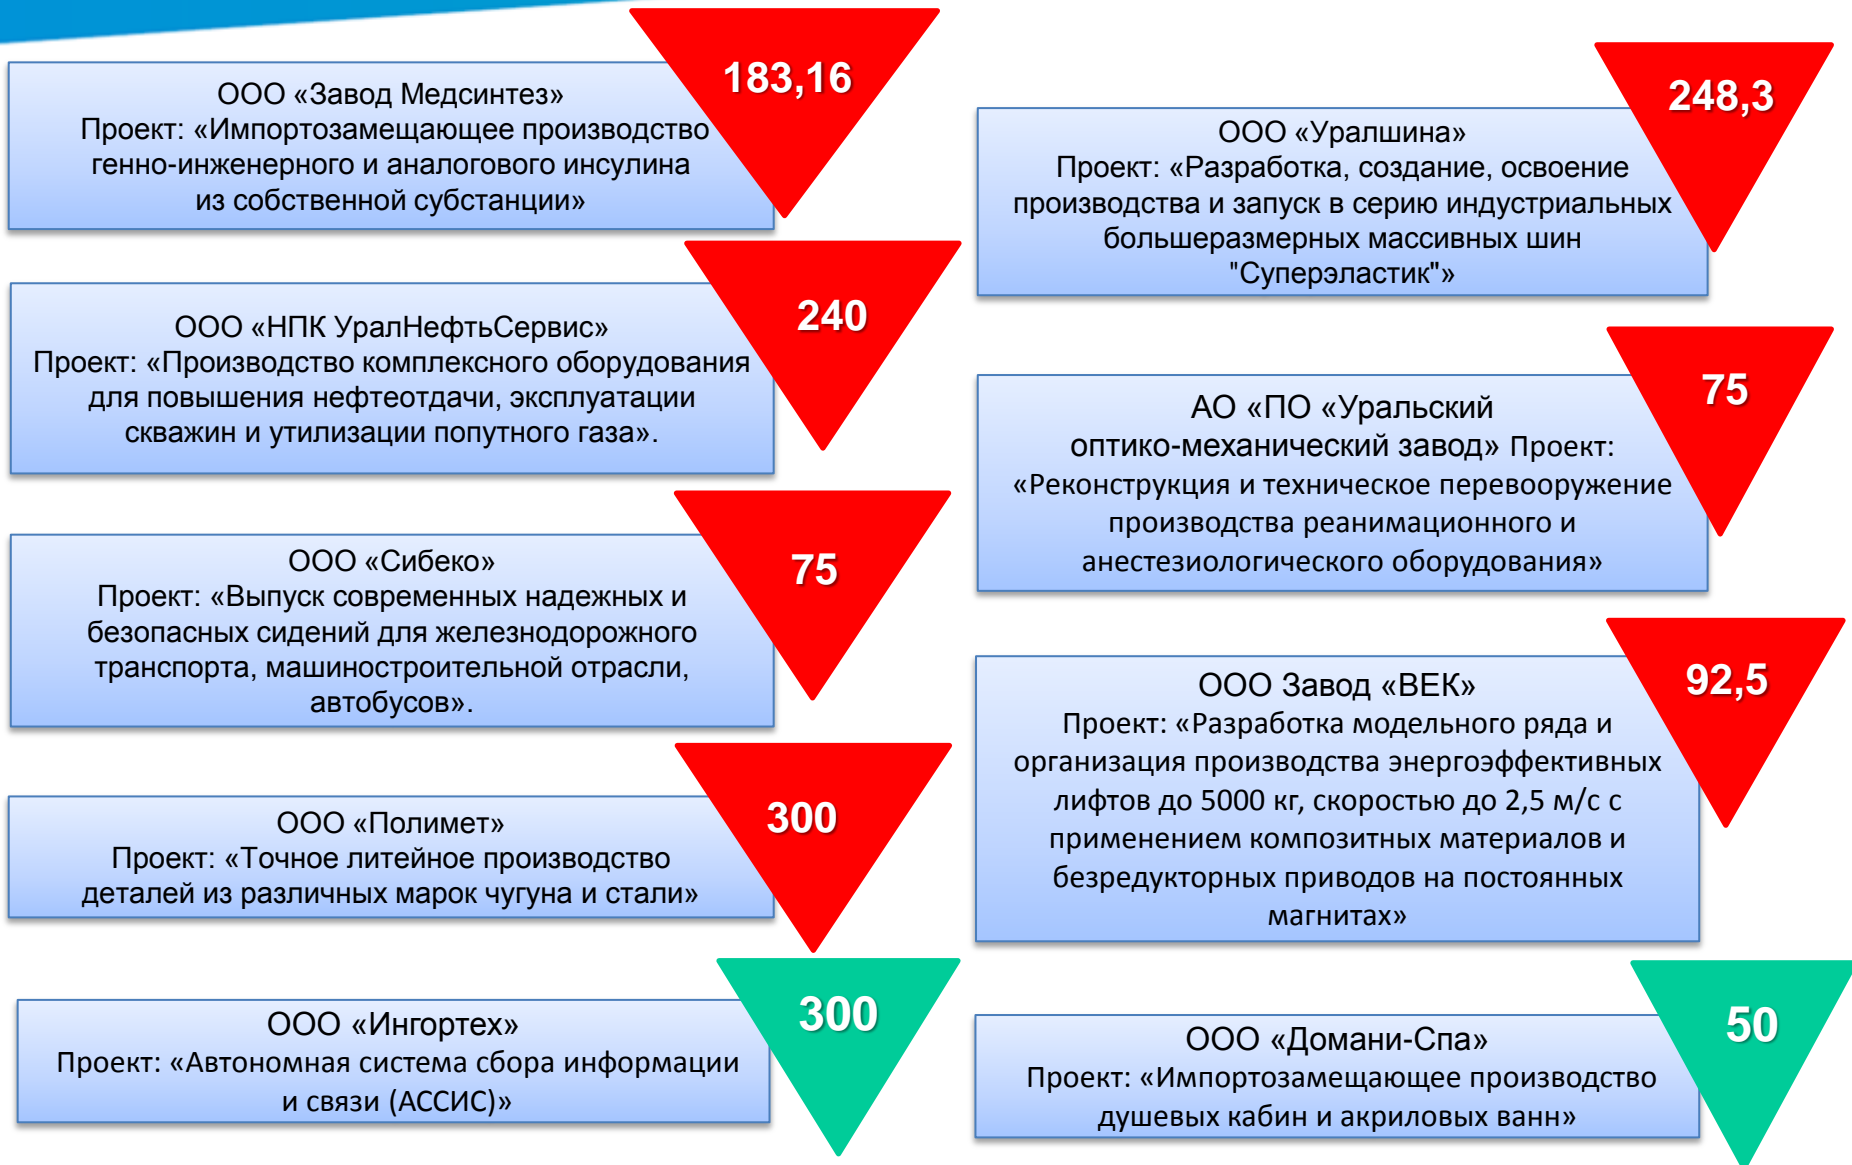 183,16
ООО «Завод Медсинтез»
Проект: «Импортозамещающее производство
генно-инженерного и аналогового инсулина
из собственной субстанции»
240
ООО «НПК УралНефтьСервис»
Проект: «Производство комплексного оборудования
для повышения нефтеотдачи, эксплуатации
скважин и утилизации попутного газа».
75
ООО «Сибеко»
Проект: «Выпуск современных надежных и
безопасных сидений для железнодорожного
транспорта, машиностроительной отрасли,
автобусов».
300
ООО «Полимет»
Проект: «Точное литейное производство
деталей из различных марок чугуна и стали»
300
ООО «Ингортех»
Проект: «Автономная система сбора информации
и связи (АССИС)»
248,3
ООО «Уралшина»
Проект: «Разработка, создание, освоение
производства и запуск в серию индустриальных
большеразмерных массивных шин
"Суперэластик"»
75
АО «ПО «Уральский
оптико-механический завод» Проект:
«Реконструкция и техническое перевооружение
производства реанимационного и
анестезиологического оборудования»
92,5
ООО Завод «ВЕК»
Проект: «Разработка модельного ряда и
организация производства энергоэффективных
лифтов до 5000 кг, скоростью до 2,5 м/с с
применением композитных материалов и
безредукторных приводов на постоянных
магнитах»
50
ООО «Домани-Спа»
Проект: «Импортозамещающее производство
душевых кабин и акриловых ванн»